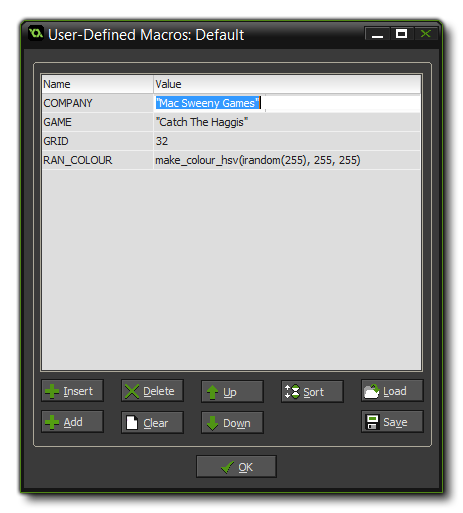 User-Defined Macros: Default
Name Value
COMPANY "Mac Sweeny Games"
GAME "Catch The Haggis"
GRID 32
RAN_COLOUR make_colour_hsv(irandom(255), 255, 255)
Insert Delete Up Sort Load
Add Clear Down Save
OK